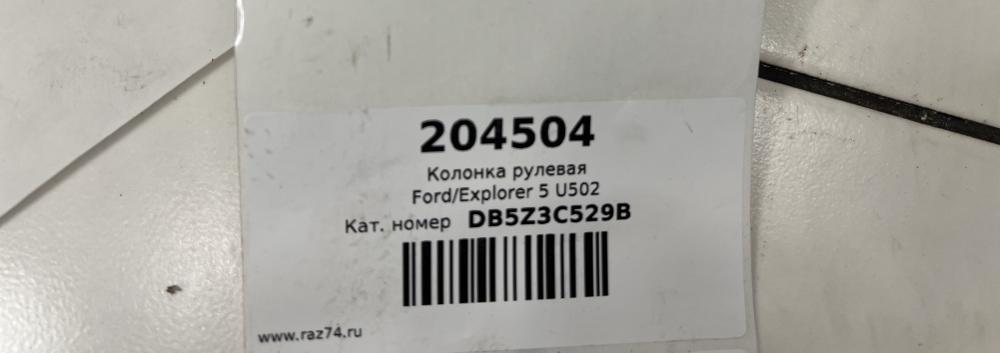 204504
Колонка рулевая
Ford/Explorer 5 U502
Кат. номер DB5Z3C529B
www.raz74.ru